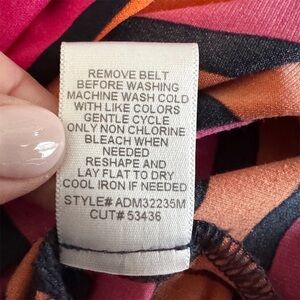 REMOVE BELT
BEFORE WASHING
MACHINE WASH COLD
WITH LIKE COLORS
GENTLE CYCLE
ONLY NON CHLORINE
BLEACH WHEN
NEEDED
RESHAPE AND
LAY FLAT TO DRY
COOL IRON IF NEEDED
STYLE# ADM32235M
CUT# 53436